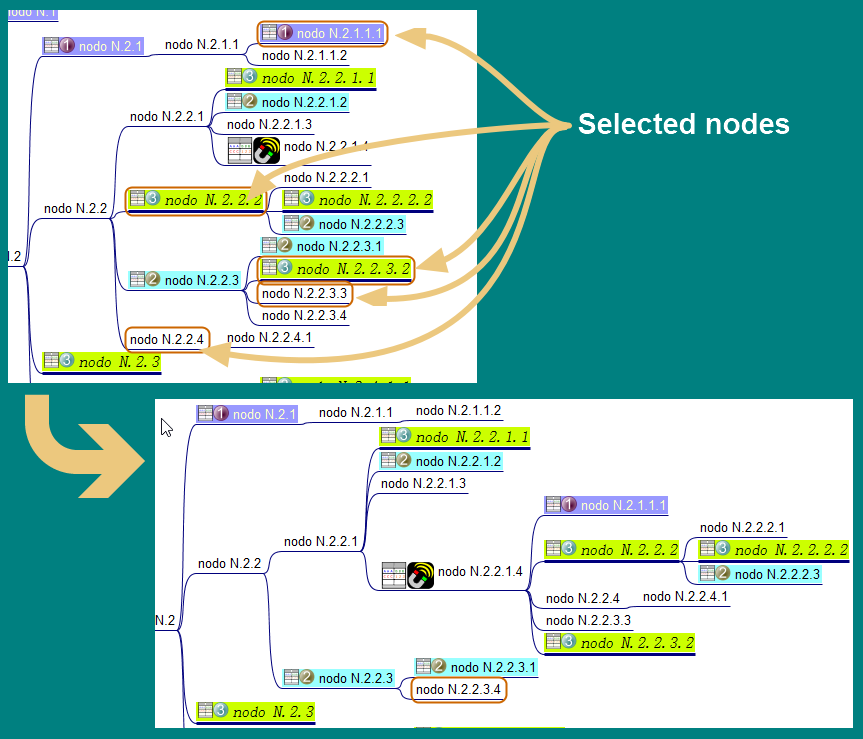 nodo N.1
nodo N.2.1
nodo N.2.1.1
nodo N.2.1.1.1
nodo N.2.1.1.2
nodo N.2.2.1.1
nodo N.2.2.1.2
nodo N.2.2.1
nodo N.2.2.1.3
Selected nodes
nodo N.2.2.1.4
nodo N.2.2.2.1
nodo N.2.2.2
nodo N.2.2.2.2
nodo N.2.2
nodo N.2.2.2.3
nodo N.2.2.3.1
.2
nodo N.2.2.3.2
nodo N.2.2.3
nodo N.2.2.3.3
nodo N.2.2.3.4
nodo N.2.2.4
nodo N.2.2.4.1
nodo N.2.3
nodo N.2.1
nodo N.2.1.1
nodo N.2.1.1.2
nodo N.2.2.1.1
nodo N.2.2.1.2
nodo N.2.2.1.3
nodo N.2.1.1.1
nodo N.2.2.2.1
nodo N.2.2.1
nodo N.2.2.2
nodo N.2.2.2.2
nodo N.2.2
nodo N.2.2.1.4
nodo N.2.2.2.3
nodo N.2.2.4
nodo N.2.2.4.1
N.2
nodo N.2.2.3.3
nodo N.2.2.3.2
nodo N.2.2.3.1
nodo N.2.2.3
nodo N.2.2.3.4
nodo N.2.3